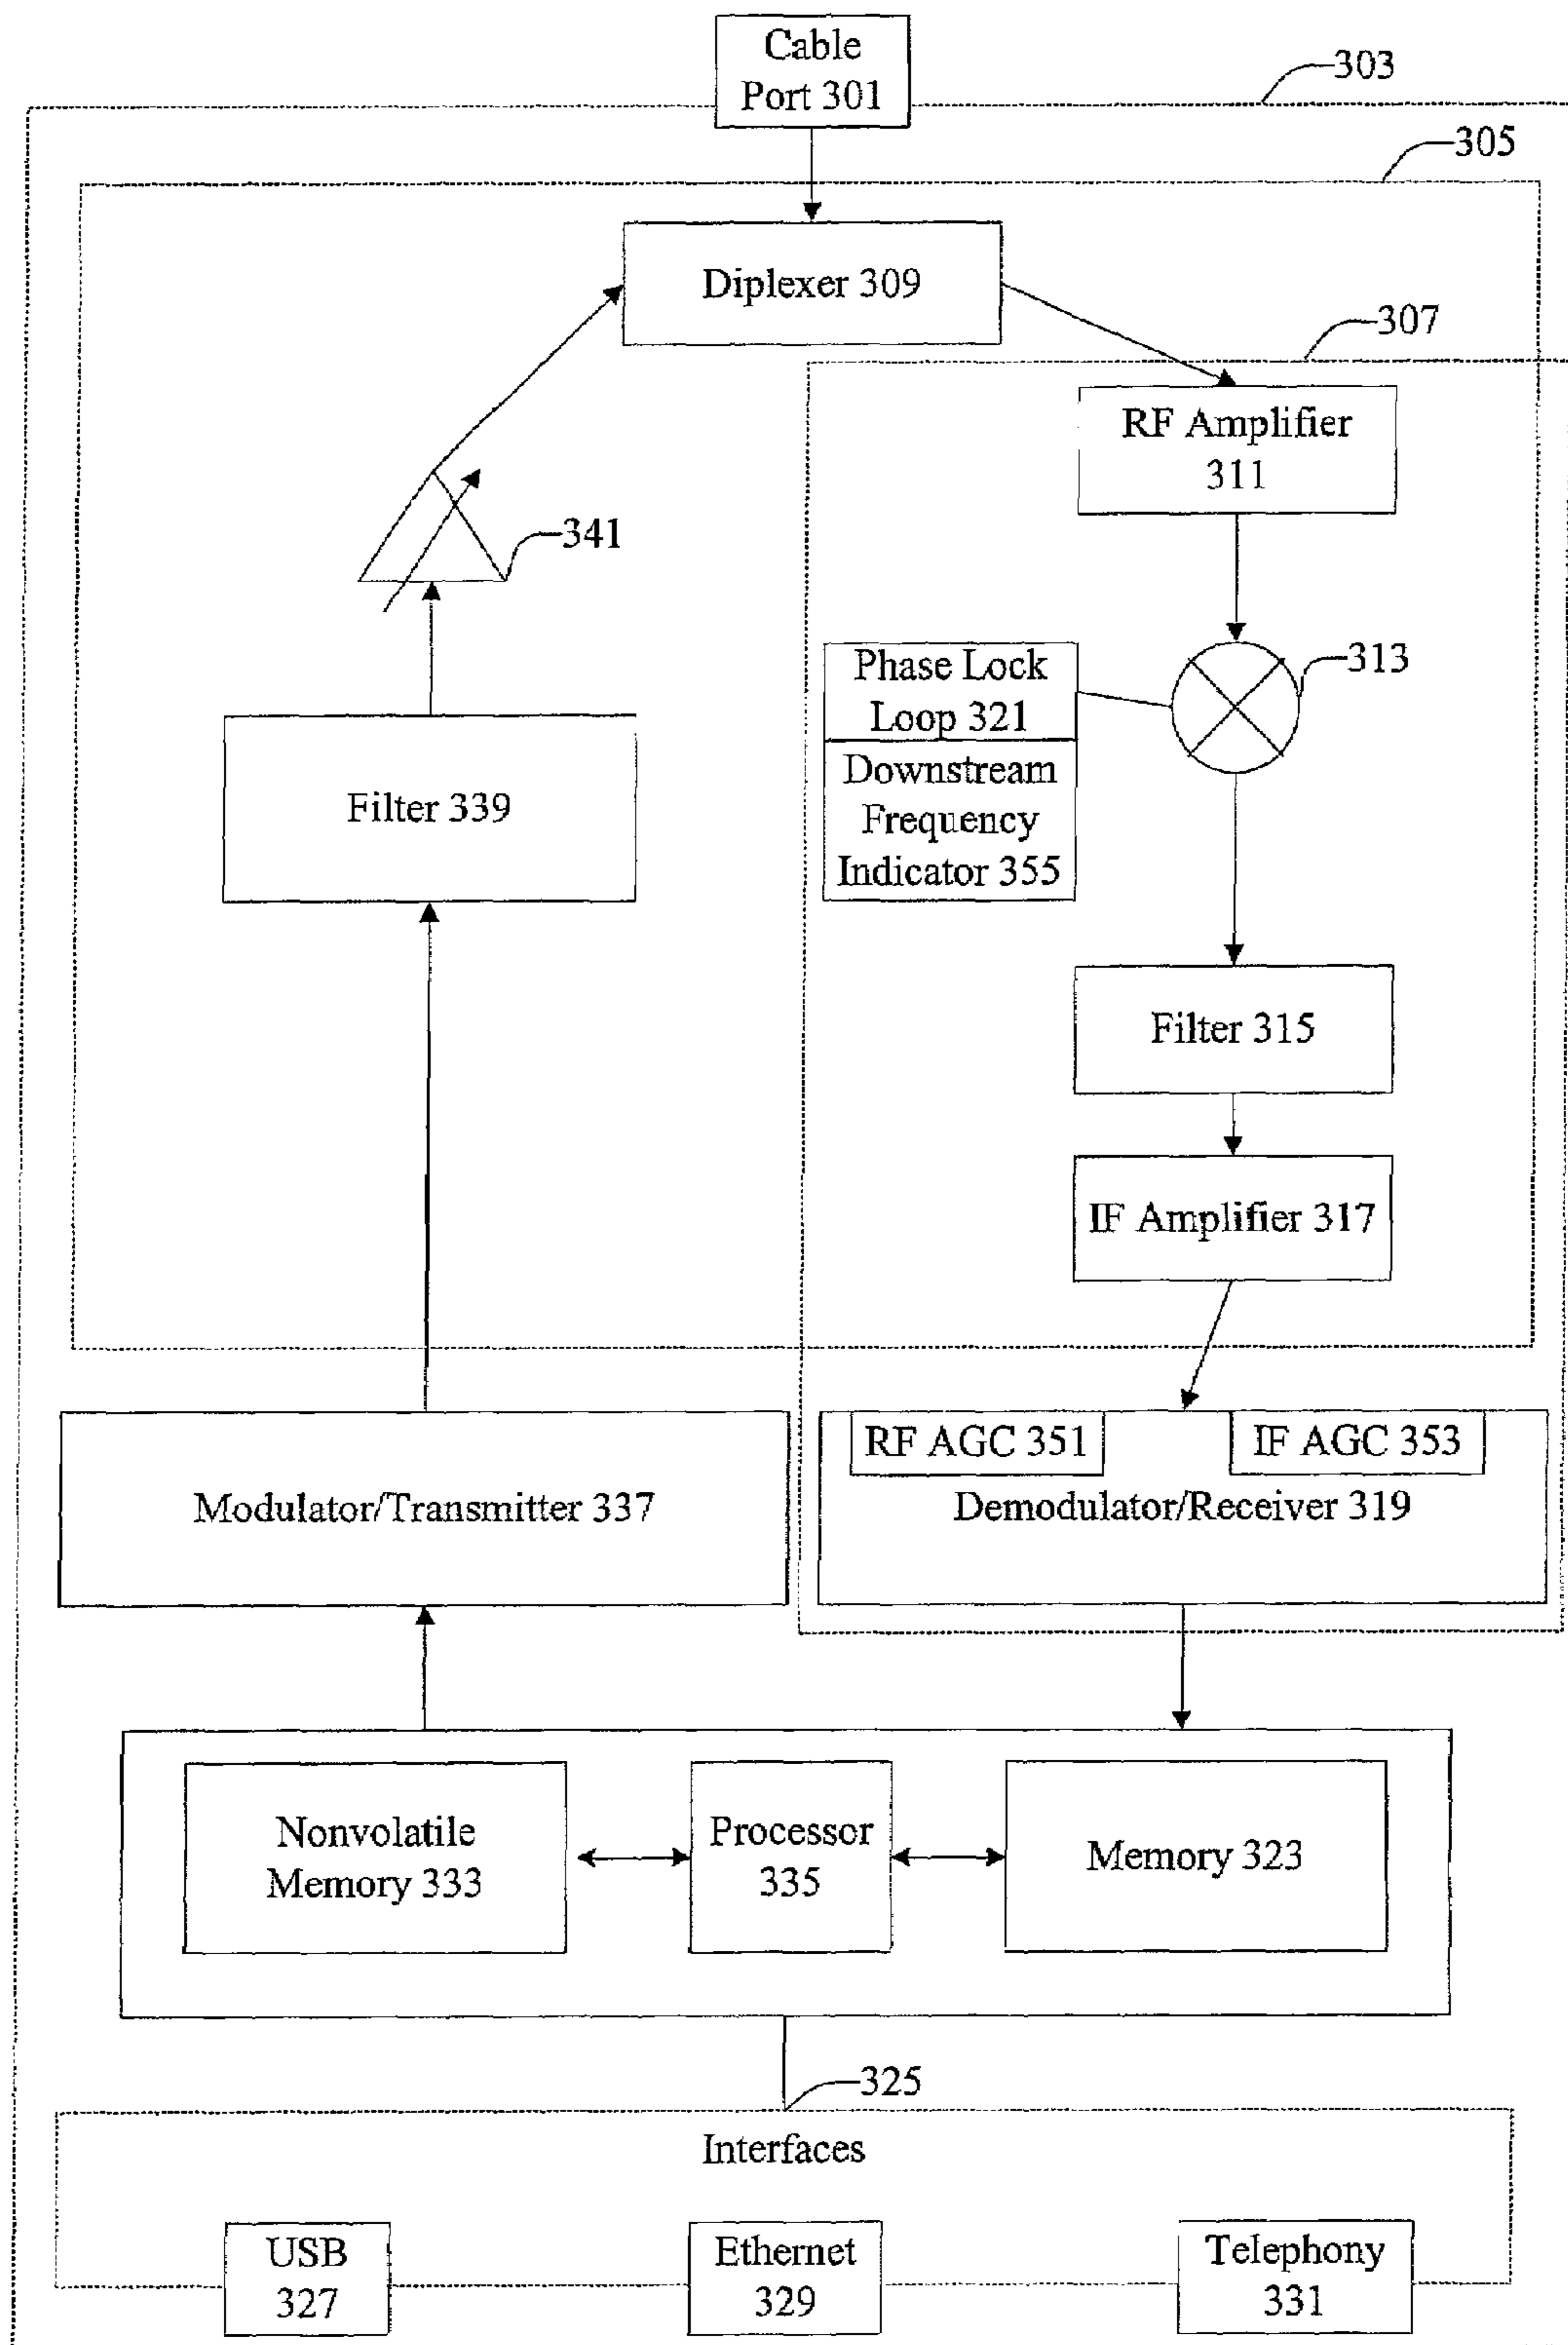 Cable
Port 301
303
305
Diplexer 309
307
RF Amplifier
311
341
Phase Lock
Loop 321
313
Downstream
Frequency
Indicator 355
Filter 339
Filter 315
IF Amplifier 317
RF AGC 351
IF AGC 353
Modulator/Transmitter 337
Demodulator/Receiver 319
Nonvolatile
Memory 333
Processor
335
Memory 323
325
Interfaces
USB
327
Ethernet
329
Telephony
331